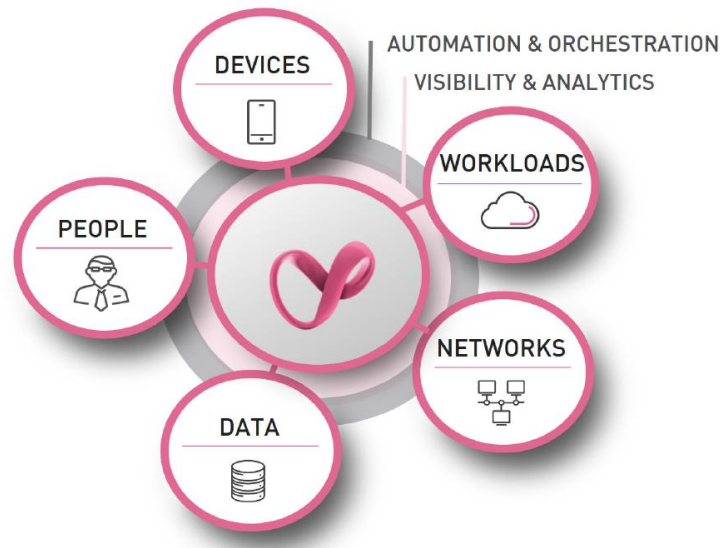 DEVICES
AUTOMATION & ORCHESTRATION
VISIBILITY & ANALYTICS
WORKLOADS
PEOPLE
NETWORKS
DATA